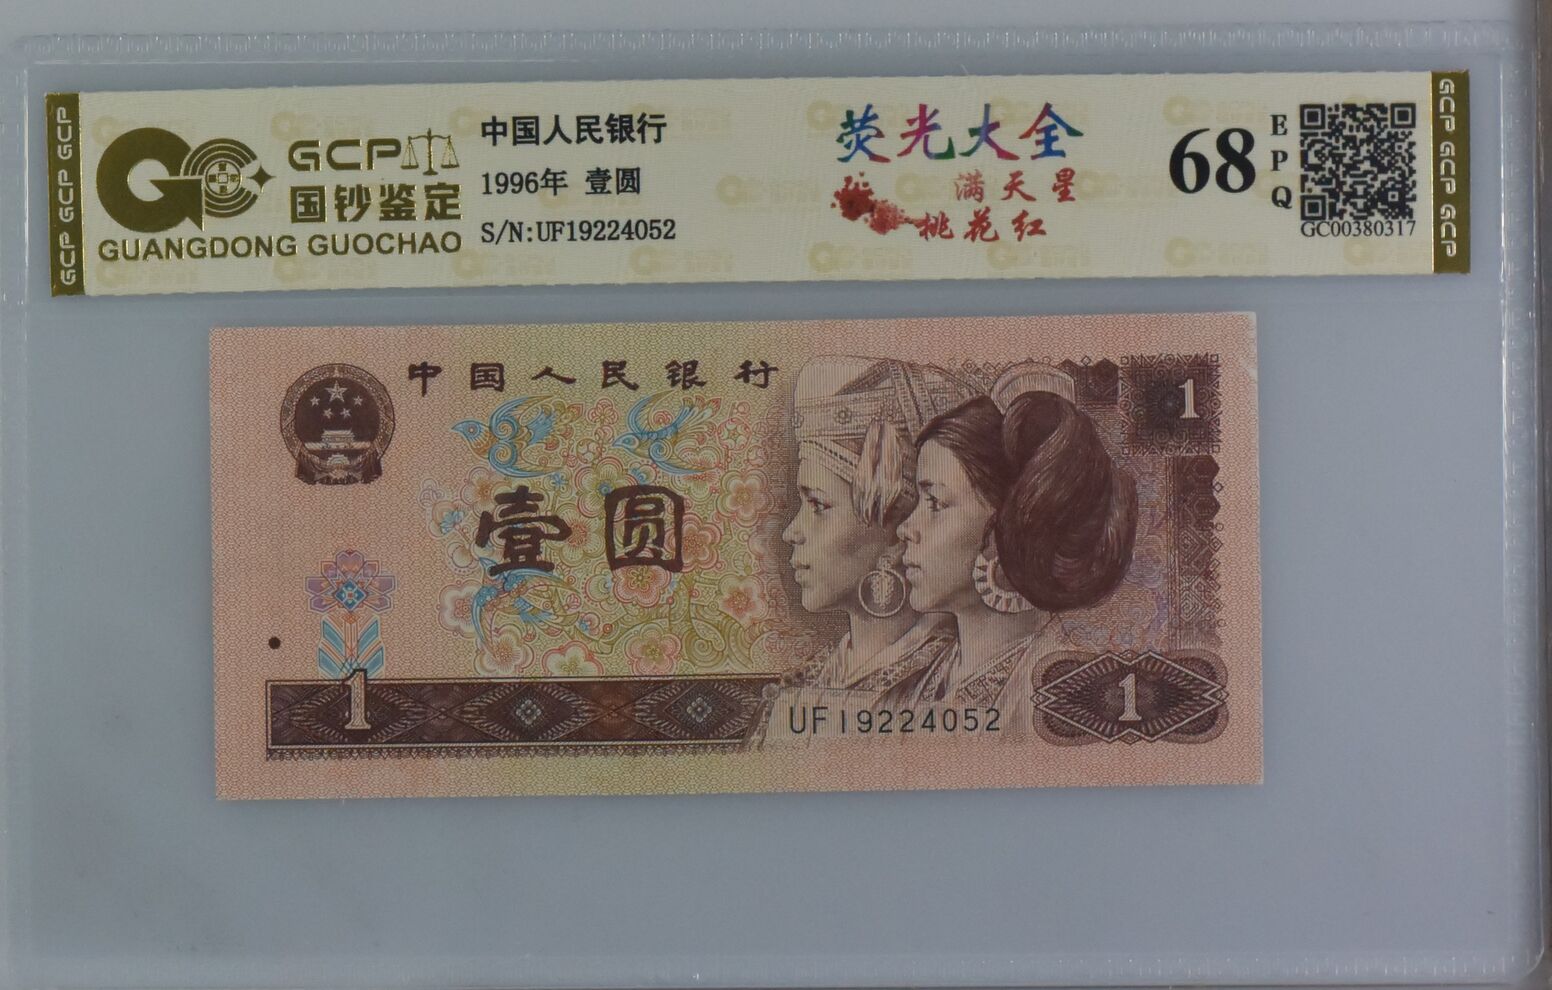 GCP GCP GCP
GCP
国钞鉴定
GUANGDONG GUOCHAO
中国人民银行
1996年 壹圆
S/N:UF19224052
荧光大全
满天星
桃花红
68
EPQ
GC00380317
GCP GCP GCP
中国人民银行
1
壹圆
1
UF19224052
1